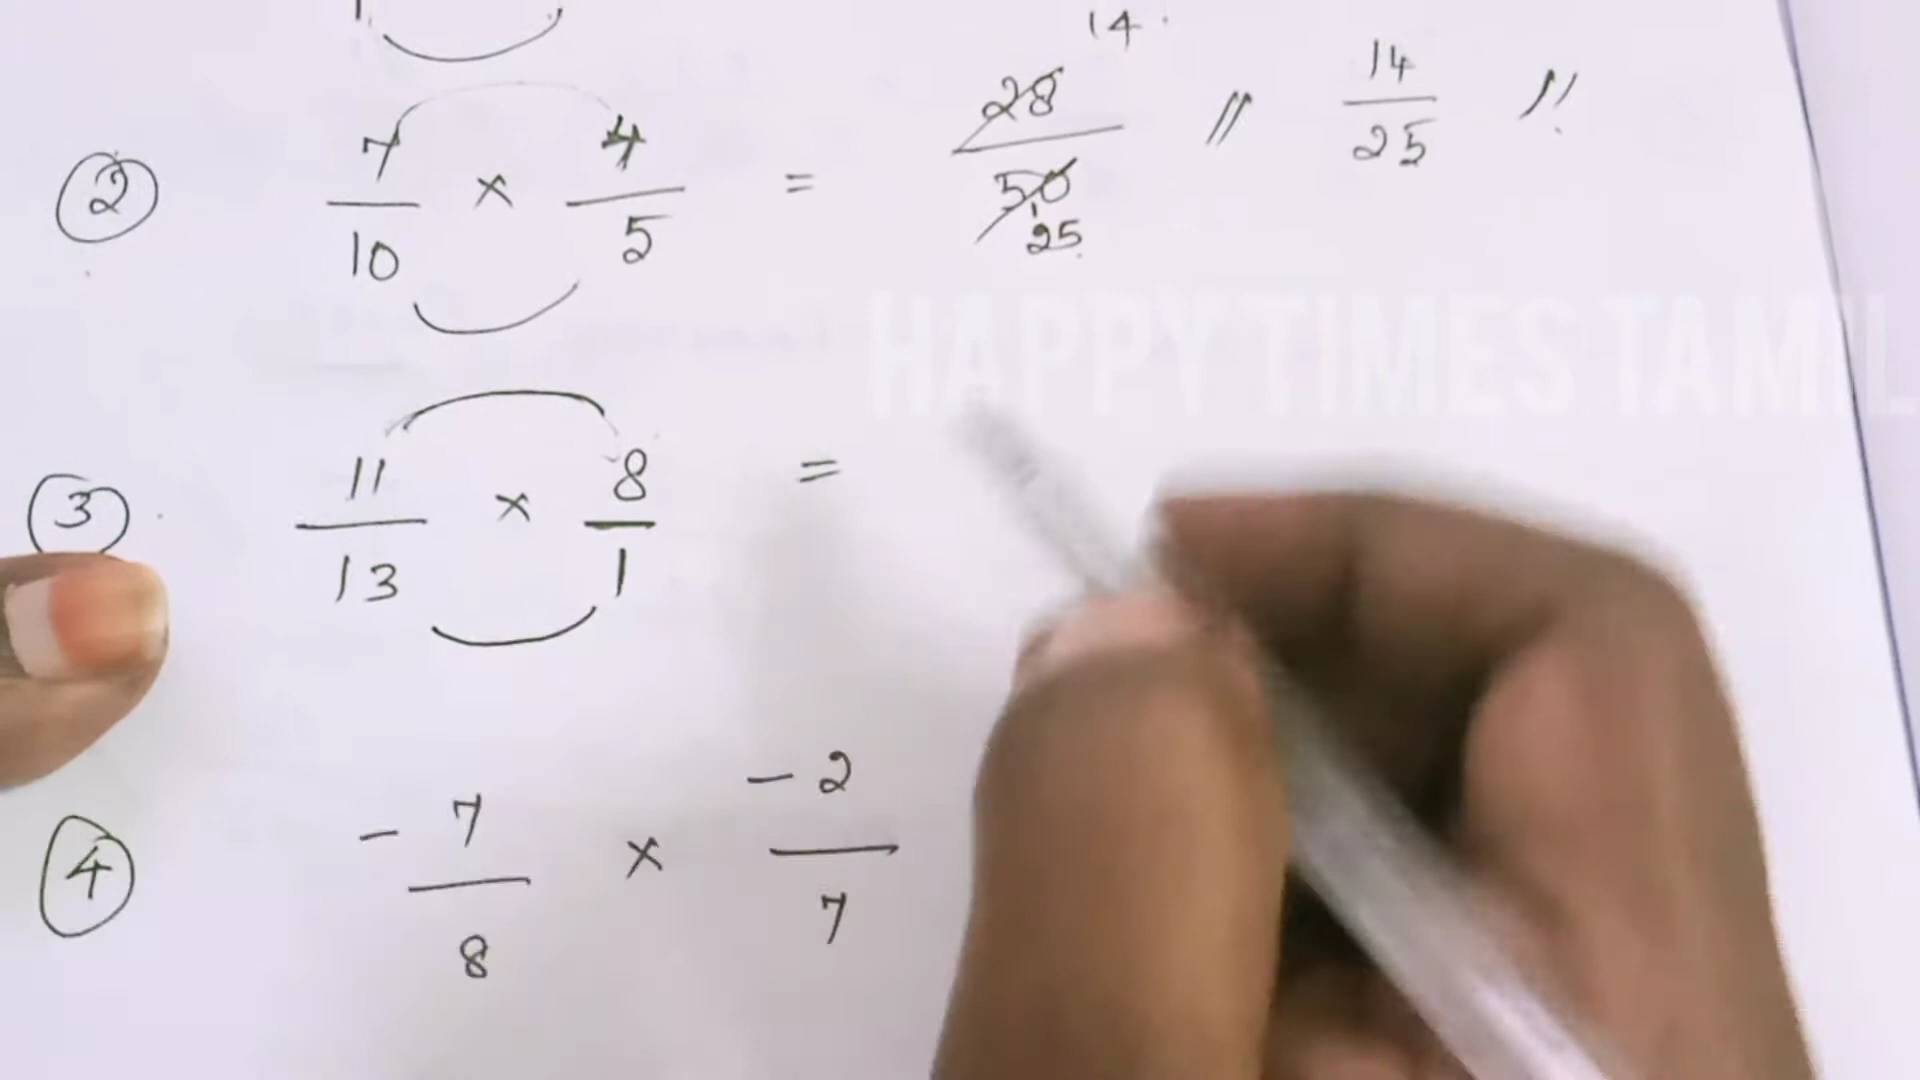 14
② 7/10 × 4/5 = 28/50 25 // 14/25 //
HAPPY TIMES TAMIL
③ 11/13 × 8/1 =
④ - 7/8 × - 2/7